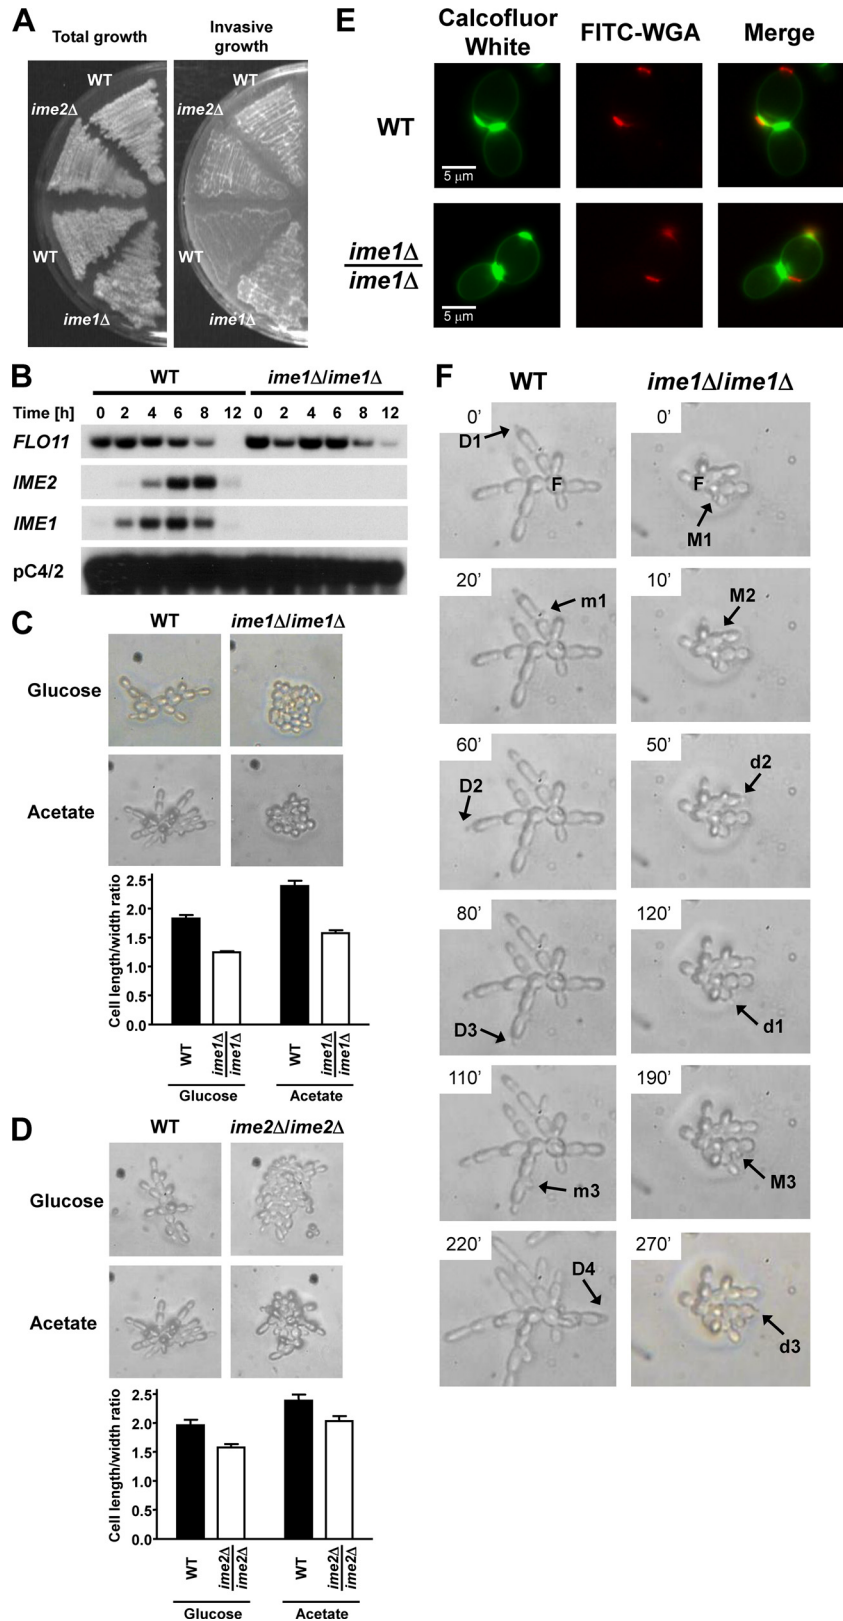 A
Total growth
Invasive
growth
WT
ime2Δ
WT
ime1Δ
WT
ime2Δ
WT
ime1Δ
B
WT
ime1Δ/ime1Δ
Time [h]
0 2 4 6 8 12 0 2 4 6 8 12
FLO11
IME2
IME1
pC4/2
C
WT
ime1Δ/ime1Δ
Glucose
Acetate
Cell length/width ratio
2.5
2.0
1.5
1.0
0.5
0.0
WT
ime1Δ
ime1Δ
WT
ime1Δ
ime1Δ
Glucose
Acetate
D
WT
ime2Δ/ime2Δ
Glucose
Acetate
Cell length/width ratio
2.5
2.0
1.5
1.0
0.5
0.0
WT
ime2Δ
ime2Δ
WT
ime2Δ
ime2Δ
Glucose
Acetate
E
Calcofluor
White
FITC-WGA
Merge
WT
5 μm
ime1Δ
ime1Δ
5 μm
F
WT
ime1Δ/ime1Δ
0’
D1
F
0’
F
M1
20’
m1
10’
M2
60’
D2
50’
d2
80’
D3
120’
d1
110’
m3
190’
M3
220’
D4
270’
d3